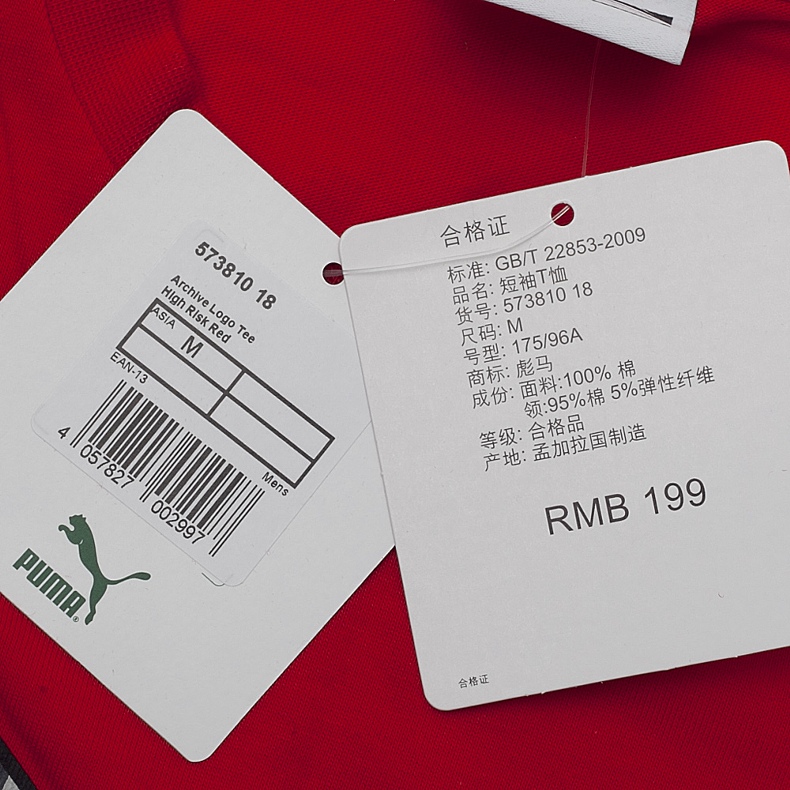 573810 18
Archive Logo Tee
High Risk Red
ASIA
M
EAN-13
Mens
4 057827 002997
PUMA®
合格证
标准: GB/T 22853-2009
品名: 短袖T恤
货号: 573810 18
尺码: M
号型: 175/96A
商标: 彪马
成份: 面料:100% 棉
领:95%棉 5%弹性纤维
等级: 合格品
产地: 孟加拉国制造
RMB 199
合格证